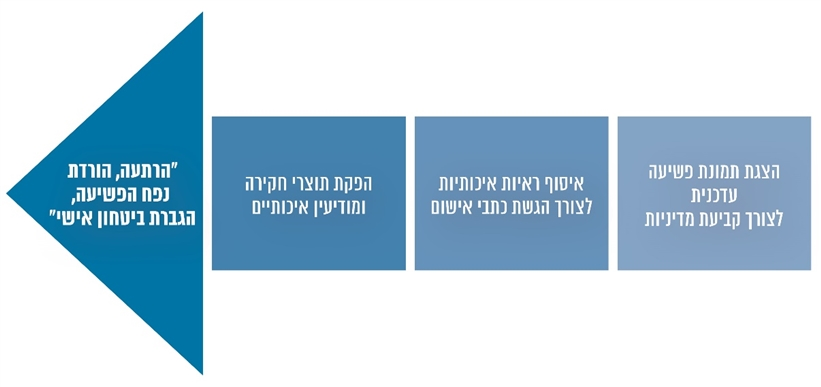 הצגת תמונת פשיעה
עדכנית
לצורך קביעת מדיניות
איסוף ראיות איכותיות
לצורך הגשת כתבי אישום
הפקת תוצרי חקירה
ומודיעין איכותיים
"הרתעה, הורדת
נפח הפשיעה,
הגברת ביטחון אישי"